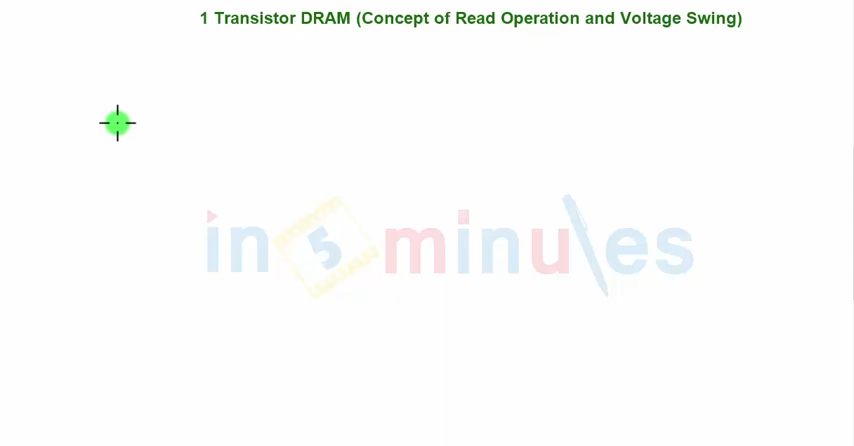 1 Transistor DRAM (Concept of Read Operation and Voltage Swing)
in 5 minutes